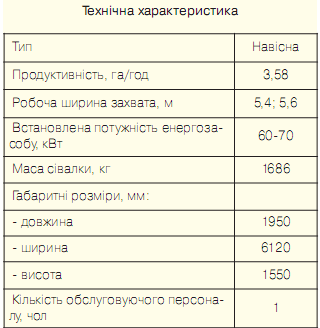 Технічна характеристика
Тип Навісна
Продуктивність, га/год 3,58
Робоча ширина захвата, м 5,4; 5,6
Встановлена потужність енергоза-
собу, кВт 60-70
Маса сівалки, кг 1686
Габаритні розміри, мм:
- довжина 1950
- ширина 6120
- висота 1550
Кількість обслуговуючого персона-
лу, чол 1